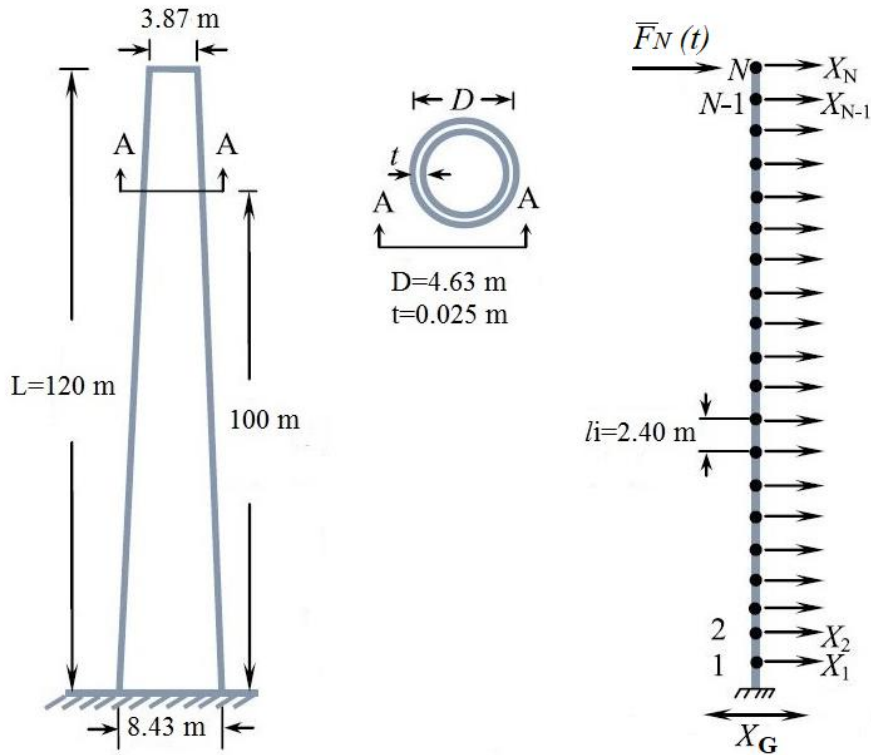 3.87 m
A A
L=120 m
100 m
8.43 m
D
t
A A
D=4.63 m
t=0.025 m
F̅N (t)
N XN
N-1 XN-1
li=2.40 m
2 X2
1 X1
XG